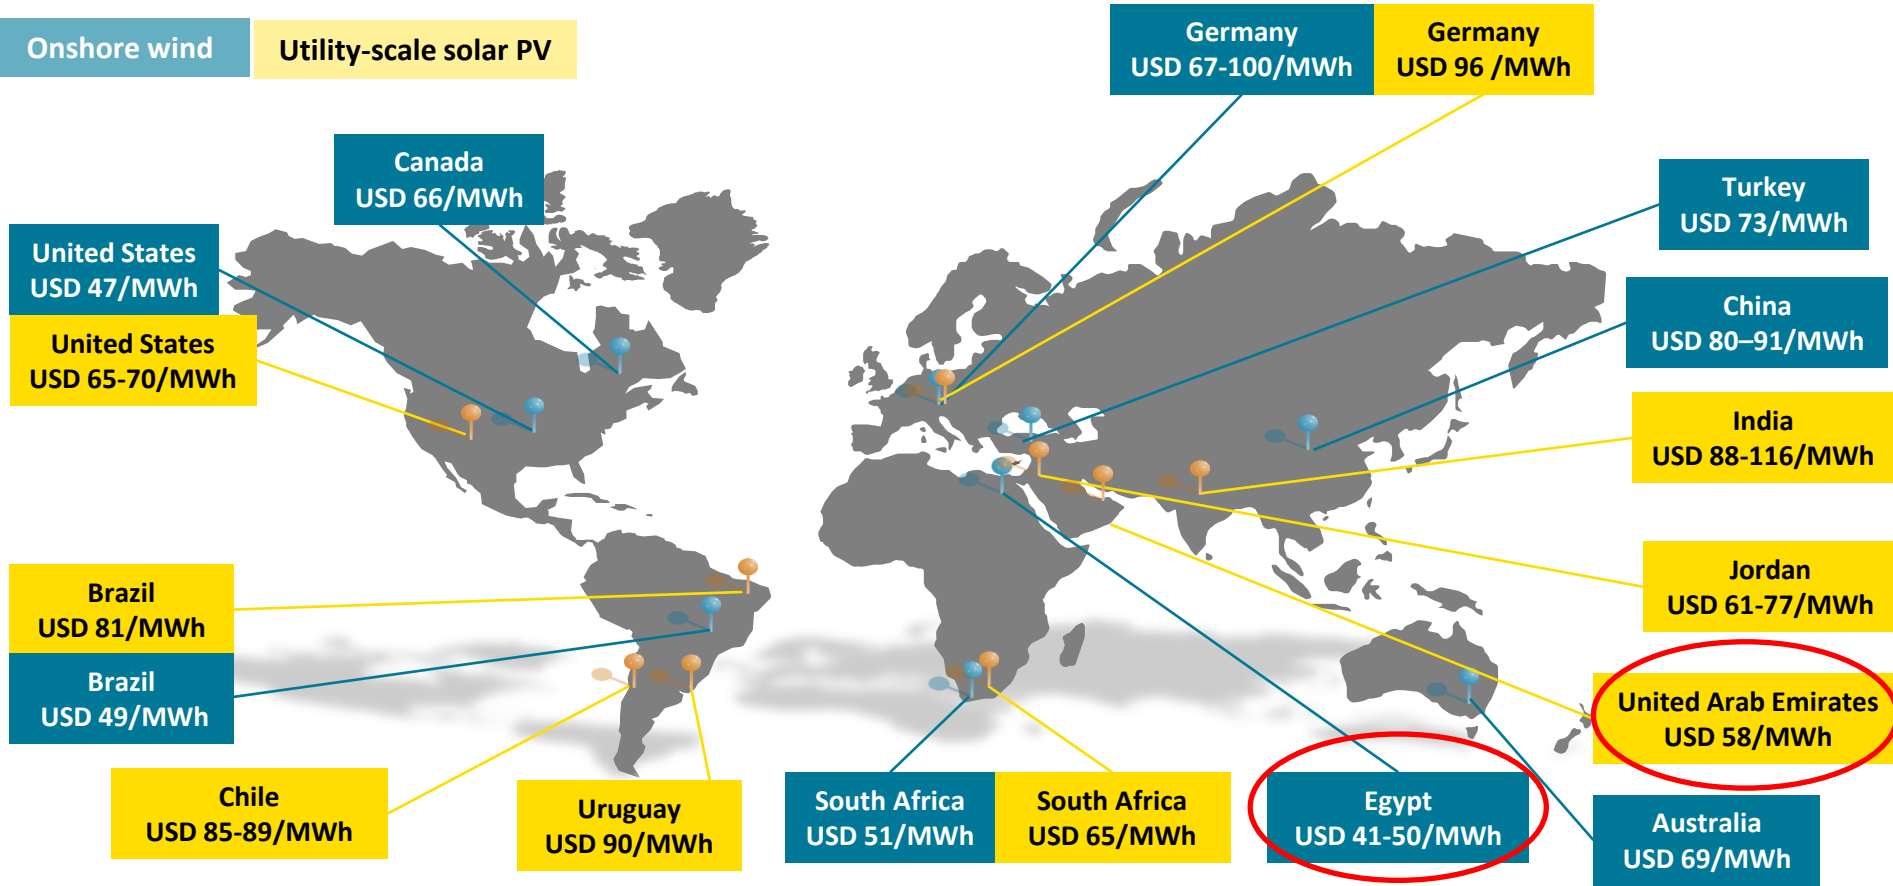 Onshore wind
Utility-scale solar PV
Germany
USD 67-100/MWh
Germany
USD 96 /MWh
Canada
USD 66/MWh
Turkey
USD 73/MWh
United States
USD 47/MWh
United States
USD 65-70/MWh
China
USD 80–91/MWh
India
USD 88-116/MWh
Jordan
USD 61-77/MWh
Brazil
USD 81/MWh
Brazil
USD 49/MWh
United Arab Emirates
USD 58/MWh
Chile
USD 85-89/MWh
Uruguay
USD 90/MWh
South Africa
USD 51/MWh
South Africa
USD 65/MWh
Egypt
USD 41-50/MWh
Australia
USD 69/MWh